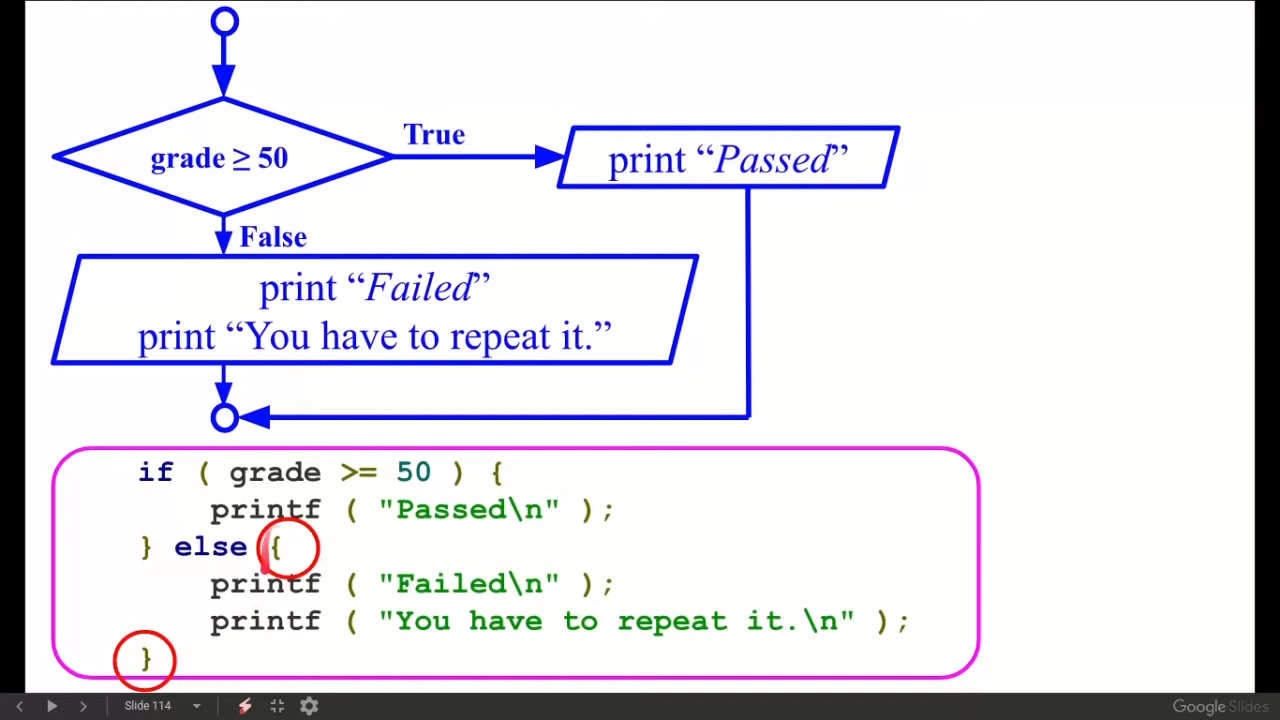 True
grade ≥ 50
print “Passed”
False
print “Failed”
print “You have to repeat it.”
if ( grade >= 50 ) {
printf ( "Passed\n" );
} else {
printf ( "Failed\n" );
printf ( "You have to repeat it.\n" );
}
Slide 114
Google Slides